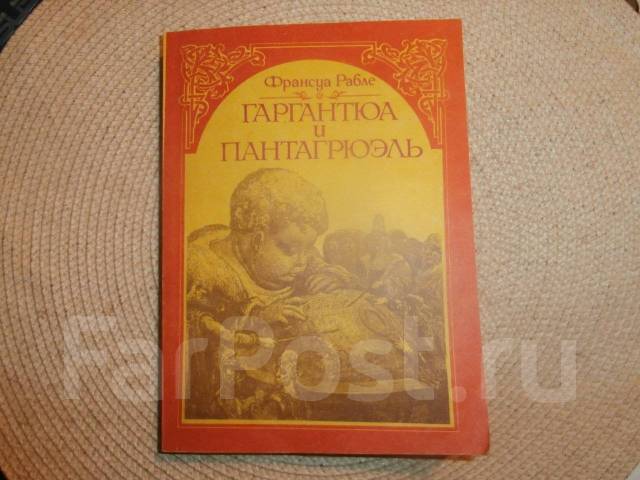 Франсуа Рабле
ГАРГАНТЮА
и
ПАНТАГРЮЭЛЬ
FarPost.ru